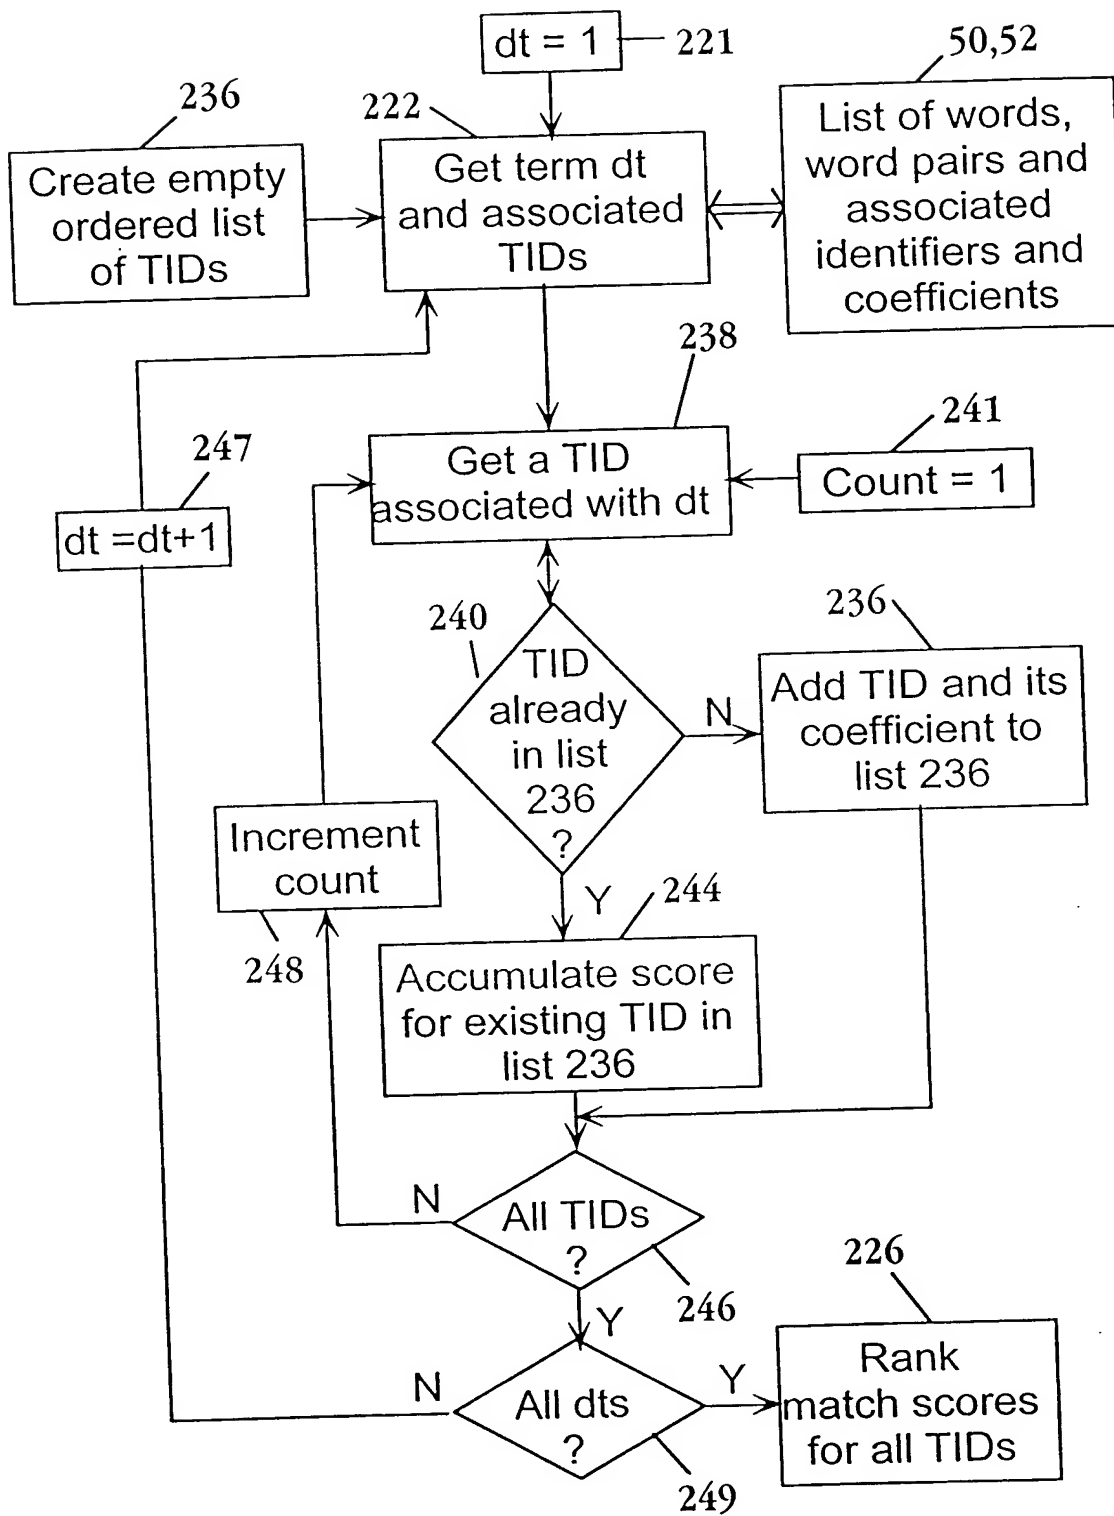 dt = 1
221
50,52
236
222
List of words,
word pairs and
associated
identifiers and
coefficients
Create empty
ordered list
of TIDs
Get term dt
and associated
TIDs
238
241
247
Get a TID
associated with dt
Count = 1
dt =dt+1
240
236
TID
already
in list
236
?
N
Add TID and its
coefficient to
list 236
Increment
count
Y
244
248
Accumulate score
for existing TID in
list 236
N
All TIDs
?
246
226
Y
N
All dts
?
Y
Rank
match scores
for all TIDs
249